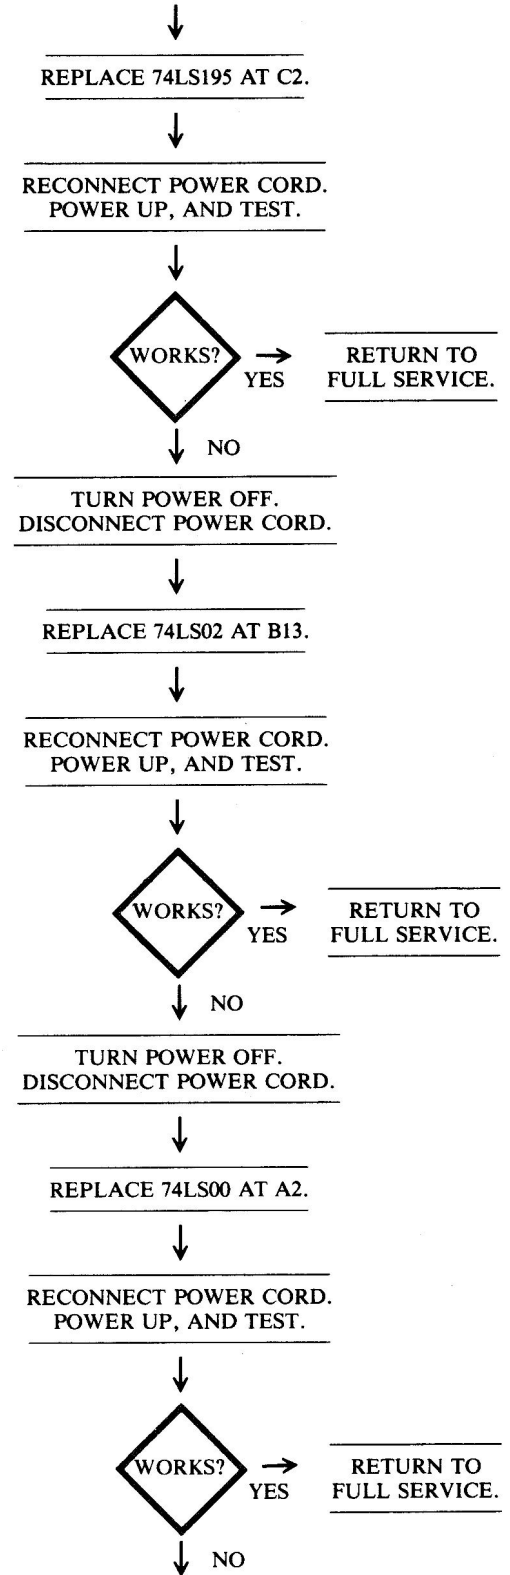 REPLACE 74LS195 AT C2.
RECONNECT POWER CORD.
POWER UP, AND TEST.
WORKS?
YES
RETURN TO
FULL SERVICE.
NO
TURN POWER OFF.
DISCONNECT POWER CORD.
REPLACE 74LS02 AT B13.
RECONNECT POWER CORD.
POWER UP, AND TEST.
WORKS?
YES
RETURN TO
FULL SERVICE.
NO
TURN POWER OFF.
DISCONNECT POWER CORD.
REPLACE 74LS00 AT A2.
RECONNECT POWER CORD.
POWER UP, AND TEST.
WORKS?
YES
RETURN TO
FULL SERVICE.
NO